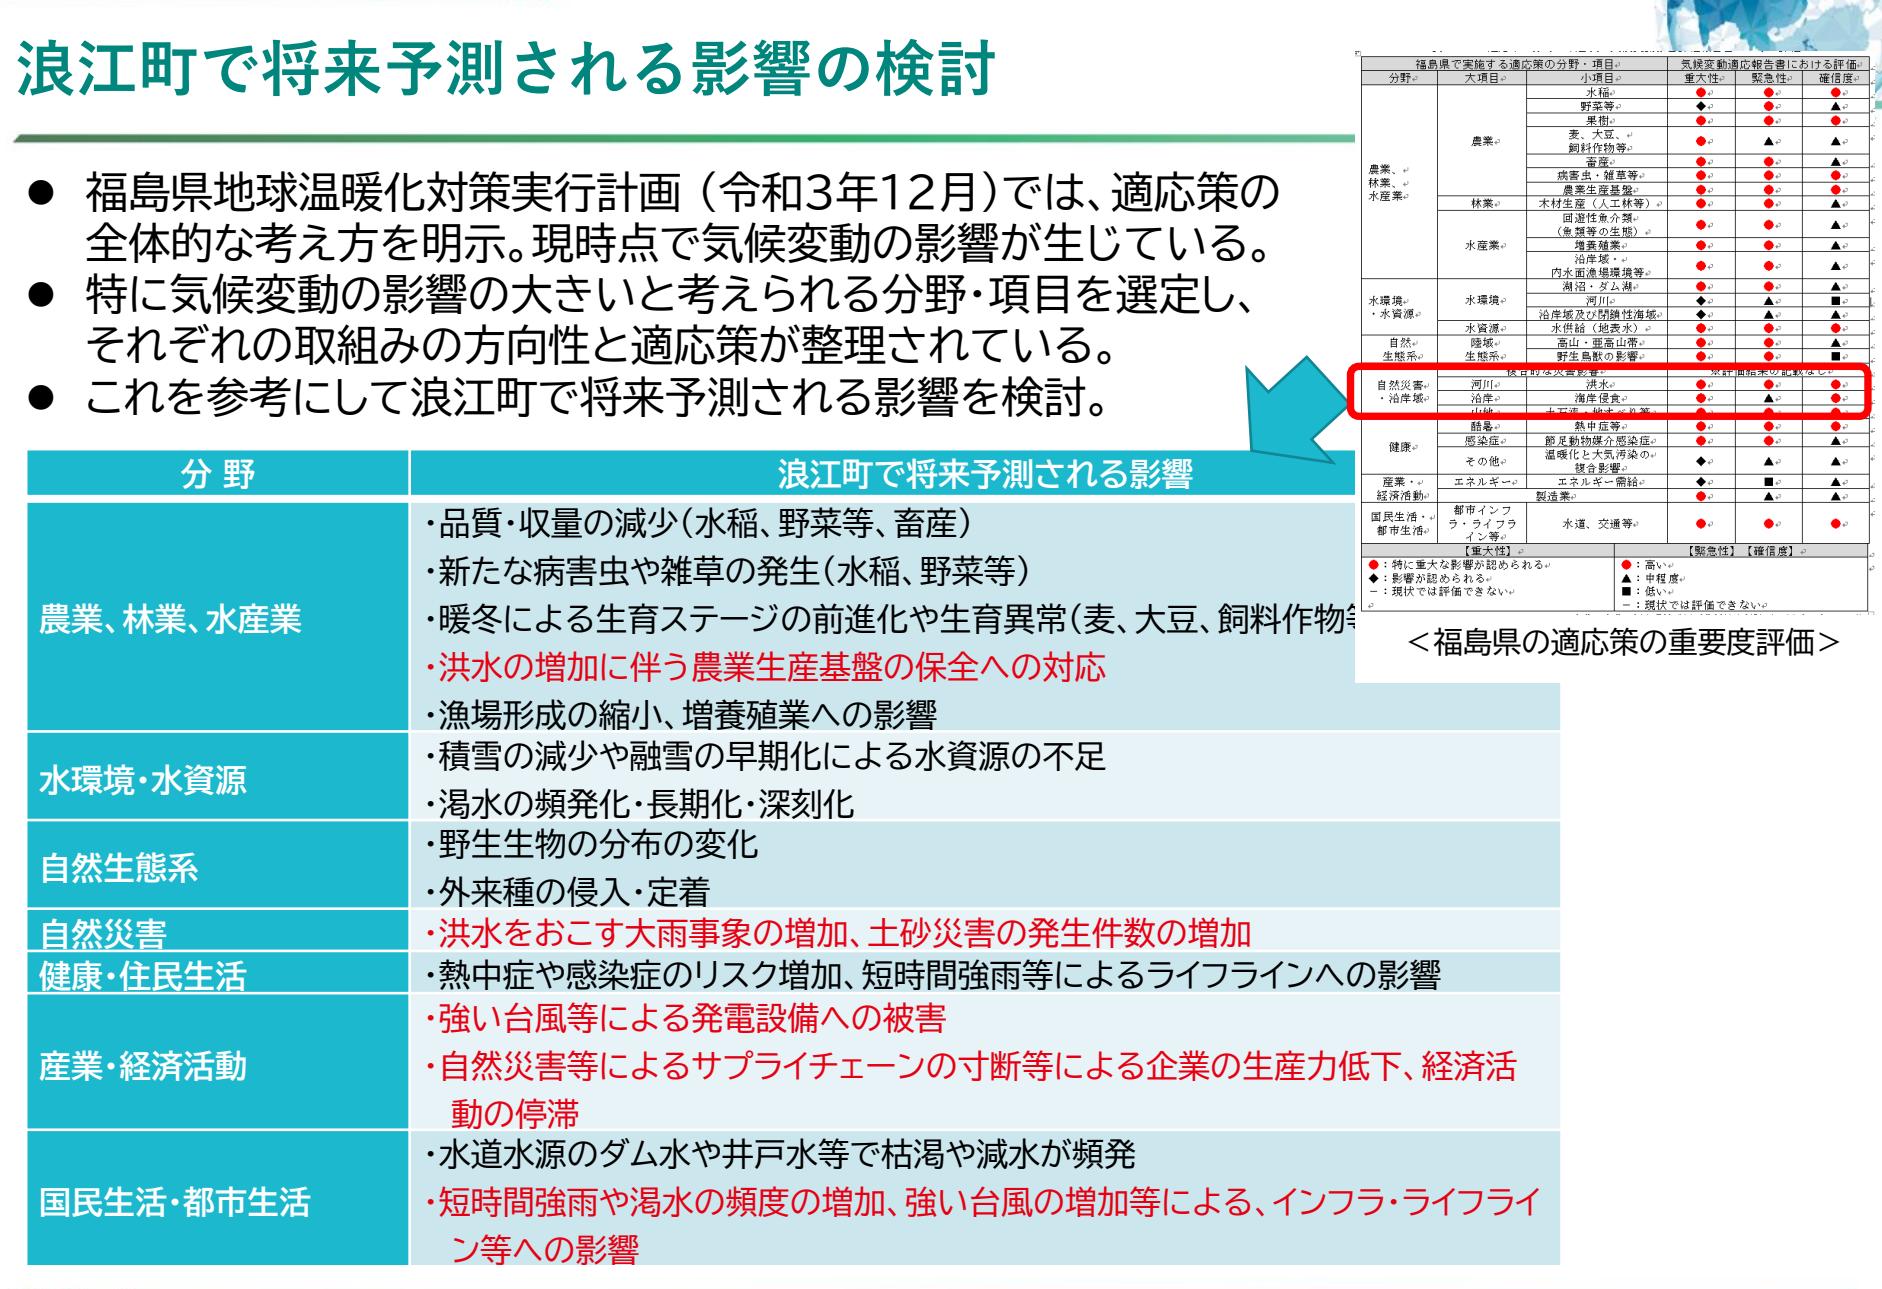 浪江町で将来予測される影響の検討
● 福島県地球温暖化対策実行計画（令和3年12月）では、適応策の
全体的な考え方を明示。現時点で気候変動の影響が生じている。
● 特に気候変動の影響の大きいと考えられる分野・項目を選定し、
それぞれの取組みの方向性と適応策が整理されている。
● これを参考にして浪江町で将来予測される影響を検討。
分 野 浪江町で将来予測される影響
農業、林業、水産業
・品質・収量の減少（水稲、野菜等、畜産）
・新たな病害虫や雑草の発生（水稲、野菜等）
・暖冬による生育ステージの前進化や生育異常（麦、大豆、飼料作物
・洪水の増加に伴う農業生産基盤の保全への対応
・漁場形成の縮小、増養殖業への影響
水環境・水資源
・積雪の減少や融雪の早期化による水資源の不足
・渇水の頻発化・長期化・深刻化
自然生態系
・野生生物の分布の変化
・外来種の侵入・定着
自然災害
・洪水をおこす大雨事象の増加、土砂災害の発生件数の増加
健康・住民生活
・熱中症や感染症のリスク増加、短時間強雨等によるライフラインへの影響
産業・経済活動
・強い台風等による発電設備への被害
・自然災害等によるサプライチェーンの寸断等による企業の生産力低下、経済活
動の停滞
国民生活・都市生活
・水道水源のダム水や井戸水等で枯渇や減水が頻発
・短時間強雨や渇水の頻度の増加、強い台風の増加等による、インフラ・ライフライ
ン等への影響
福島県で実施する適応策の分野・項目 気候変動適応報告書における評価
分野 大項目 小項目 重大性 緊急性 確信度
農業、
林業、
水産業
農業
水稲 ● ● ●
野菜等 ◆ ● ▲
果樹 ● ● ●
麦、大豆、
飼料作物等 ● ▲ ▲
畜産 ● ● ▲
病害虫・雑草等 ● ● ●
農業生産基盤 ● ● ●
林業 木材生産（人工林等） ● ● ▲
水産業
回遊性魚介類
（魚類等の生態） ● ● ▲
増養殖業 ● ● ▲
沿岸域・
内水面漁場環境等 ● ● ▲
水環境
・水資源
水環境
湖沼・ダム湖 ● ● ▲
河川 ◆ ▲ ■
沿岸域及び閉鎖性海域 ◆ ▲ ▲
水資源 水供給（地表水） ● ● ●
自然
生態系
陸域
生態系
高山・亜高山帯 ● ● ▲
野生鳥獣の影響 ● ● ■
自然災害
・沿岸域
複合的な災害影響 ※評価結果の記載なし
河川 洪水 ● ● ●
沿岸 海岸侵食 ● ▲ ●
山地 土石流・地すべり等 ● ● ●
健康
酷暑 熱中症等 ● ● ●
感染症 節足動物媒介感染症 ● ● ▲
その他 温暖化と大気汚染の
複合影響 ◆ ▲ ▲
産業・
経済活動
エネルギー エネルギー需給 ◆ ■ ▲
製造業 ● ▲ ▲
国民生活・
都市生活
都市インフ
ラ・ライフラ
イン等
水道、交通等 ● ● ●
【重大性】 【緊急性】【確信度】
●：特に重大な影響が認められる
◆：影響が認められる
－：現状では評価できない
●：高い
▲：中程度
■：低い
－：現状では評価できない
＜福島県の適応策の重要度評価＞